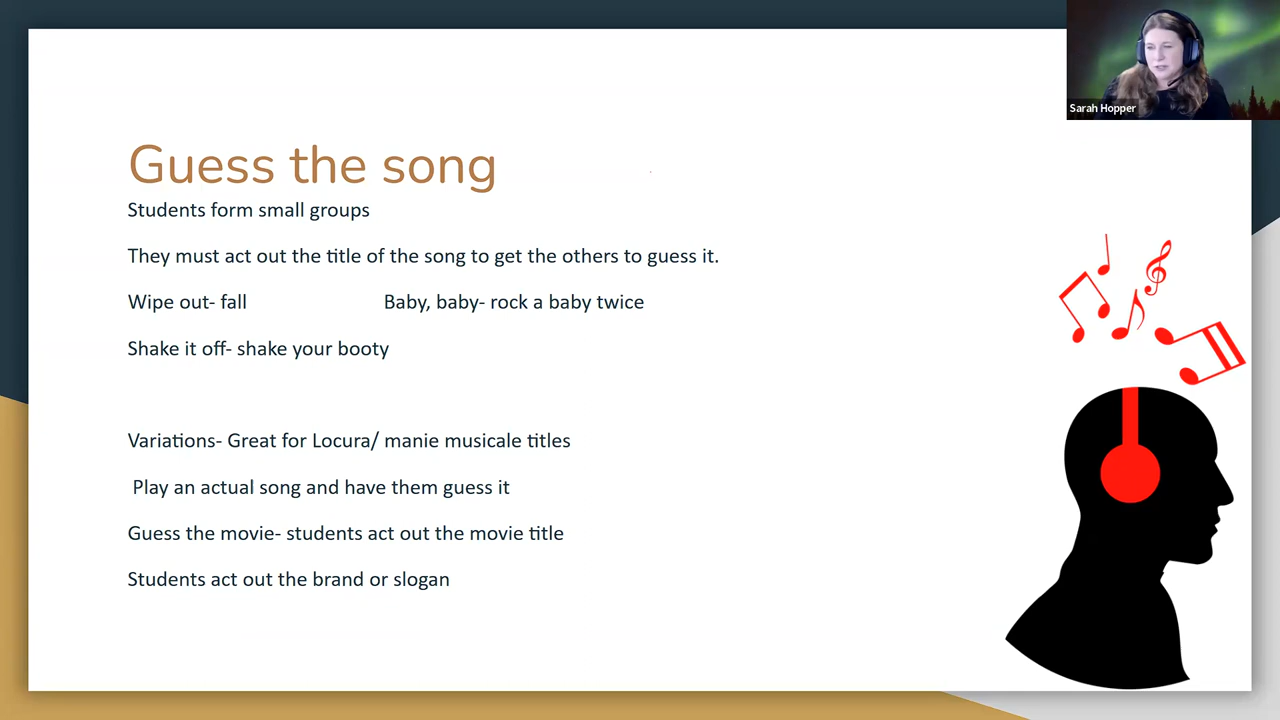 Sarah Hopper
Guess the song
Students form small groups
They must act out the title of the song to get the others to guess it.
Wipe out- fall Baby, baby- rock a baby twice
Shake it off- shake your booty
Variations- Great for Locura/ manie musicale titles
Play an actual song and have them guess it
Guess the movie- students act out the movie title
Students act out the brand or slogan